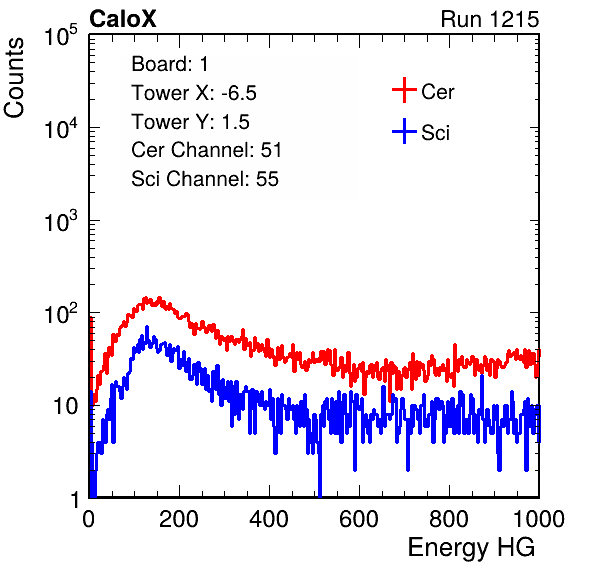 CaloX Run 1215
Counts
10^5
10^4
10^3
10^2
10
1
Board: 1
Tower X: -6.5
Tower Y: 1.5
Cer Channel: 51
Sci Channel: 55
Cer
Sci
0 200 400 600 800 1000
Energy HG